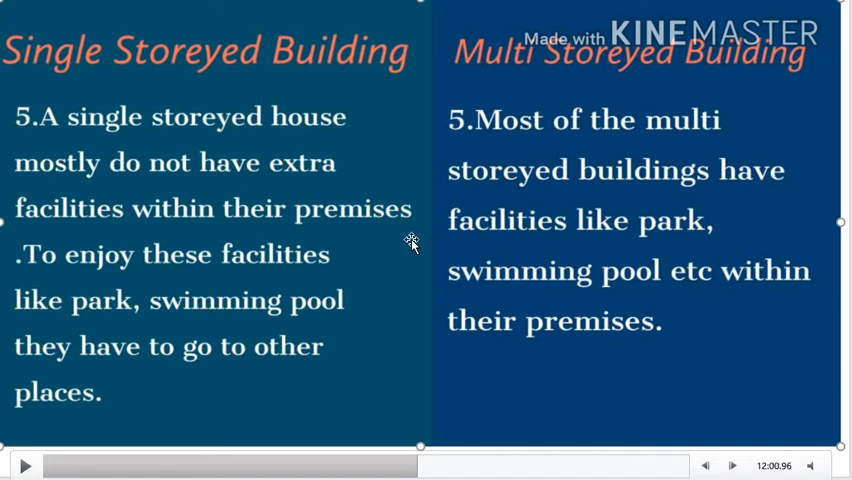 Made with KINEMASTER
Single Storeyed Building
5.A single storeyed house
mostly do not have extra
facilities within their premises
.To enjoy these facilities
like park, swimming pool
they have to go to other
places.
Multi Storeyed Building
5.Most of the multi
storeyed buildings have
facilities like park,
swimming pool etc within
their premises.
12:00.96